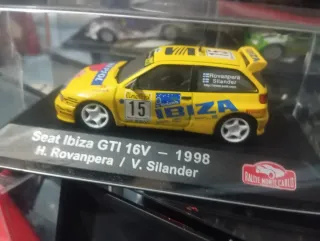 Rovanpera
Silander
15
IBIZA
Seat Ibiza GTI 16V – 1998
H. Rovanpera / V. Silander
RALLYE MONTE-CARLO